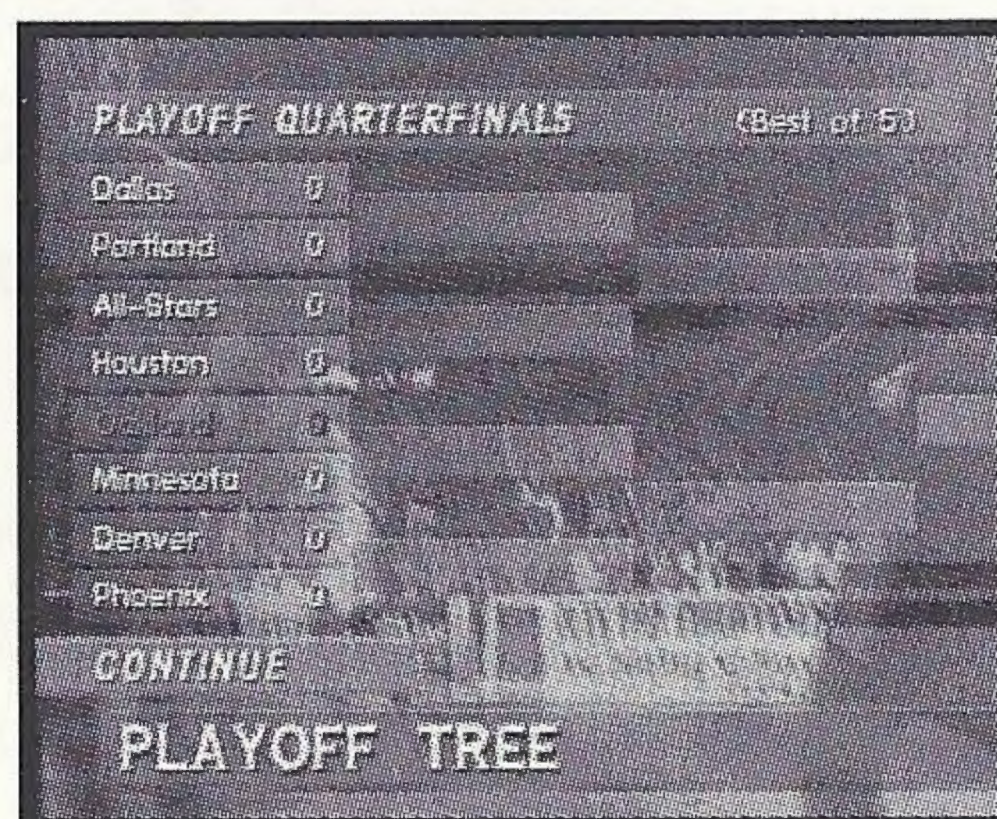 PLAYOFF QUARTERFINALS (Best of 5)
Dallas 0
Portland 0
All-Stars 0
Houston 0
0
Minnesota 0
Denver 0
Phoenix 0
CONTINUE
PLAYOFF TREE